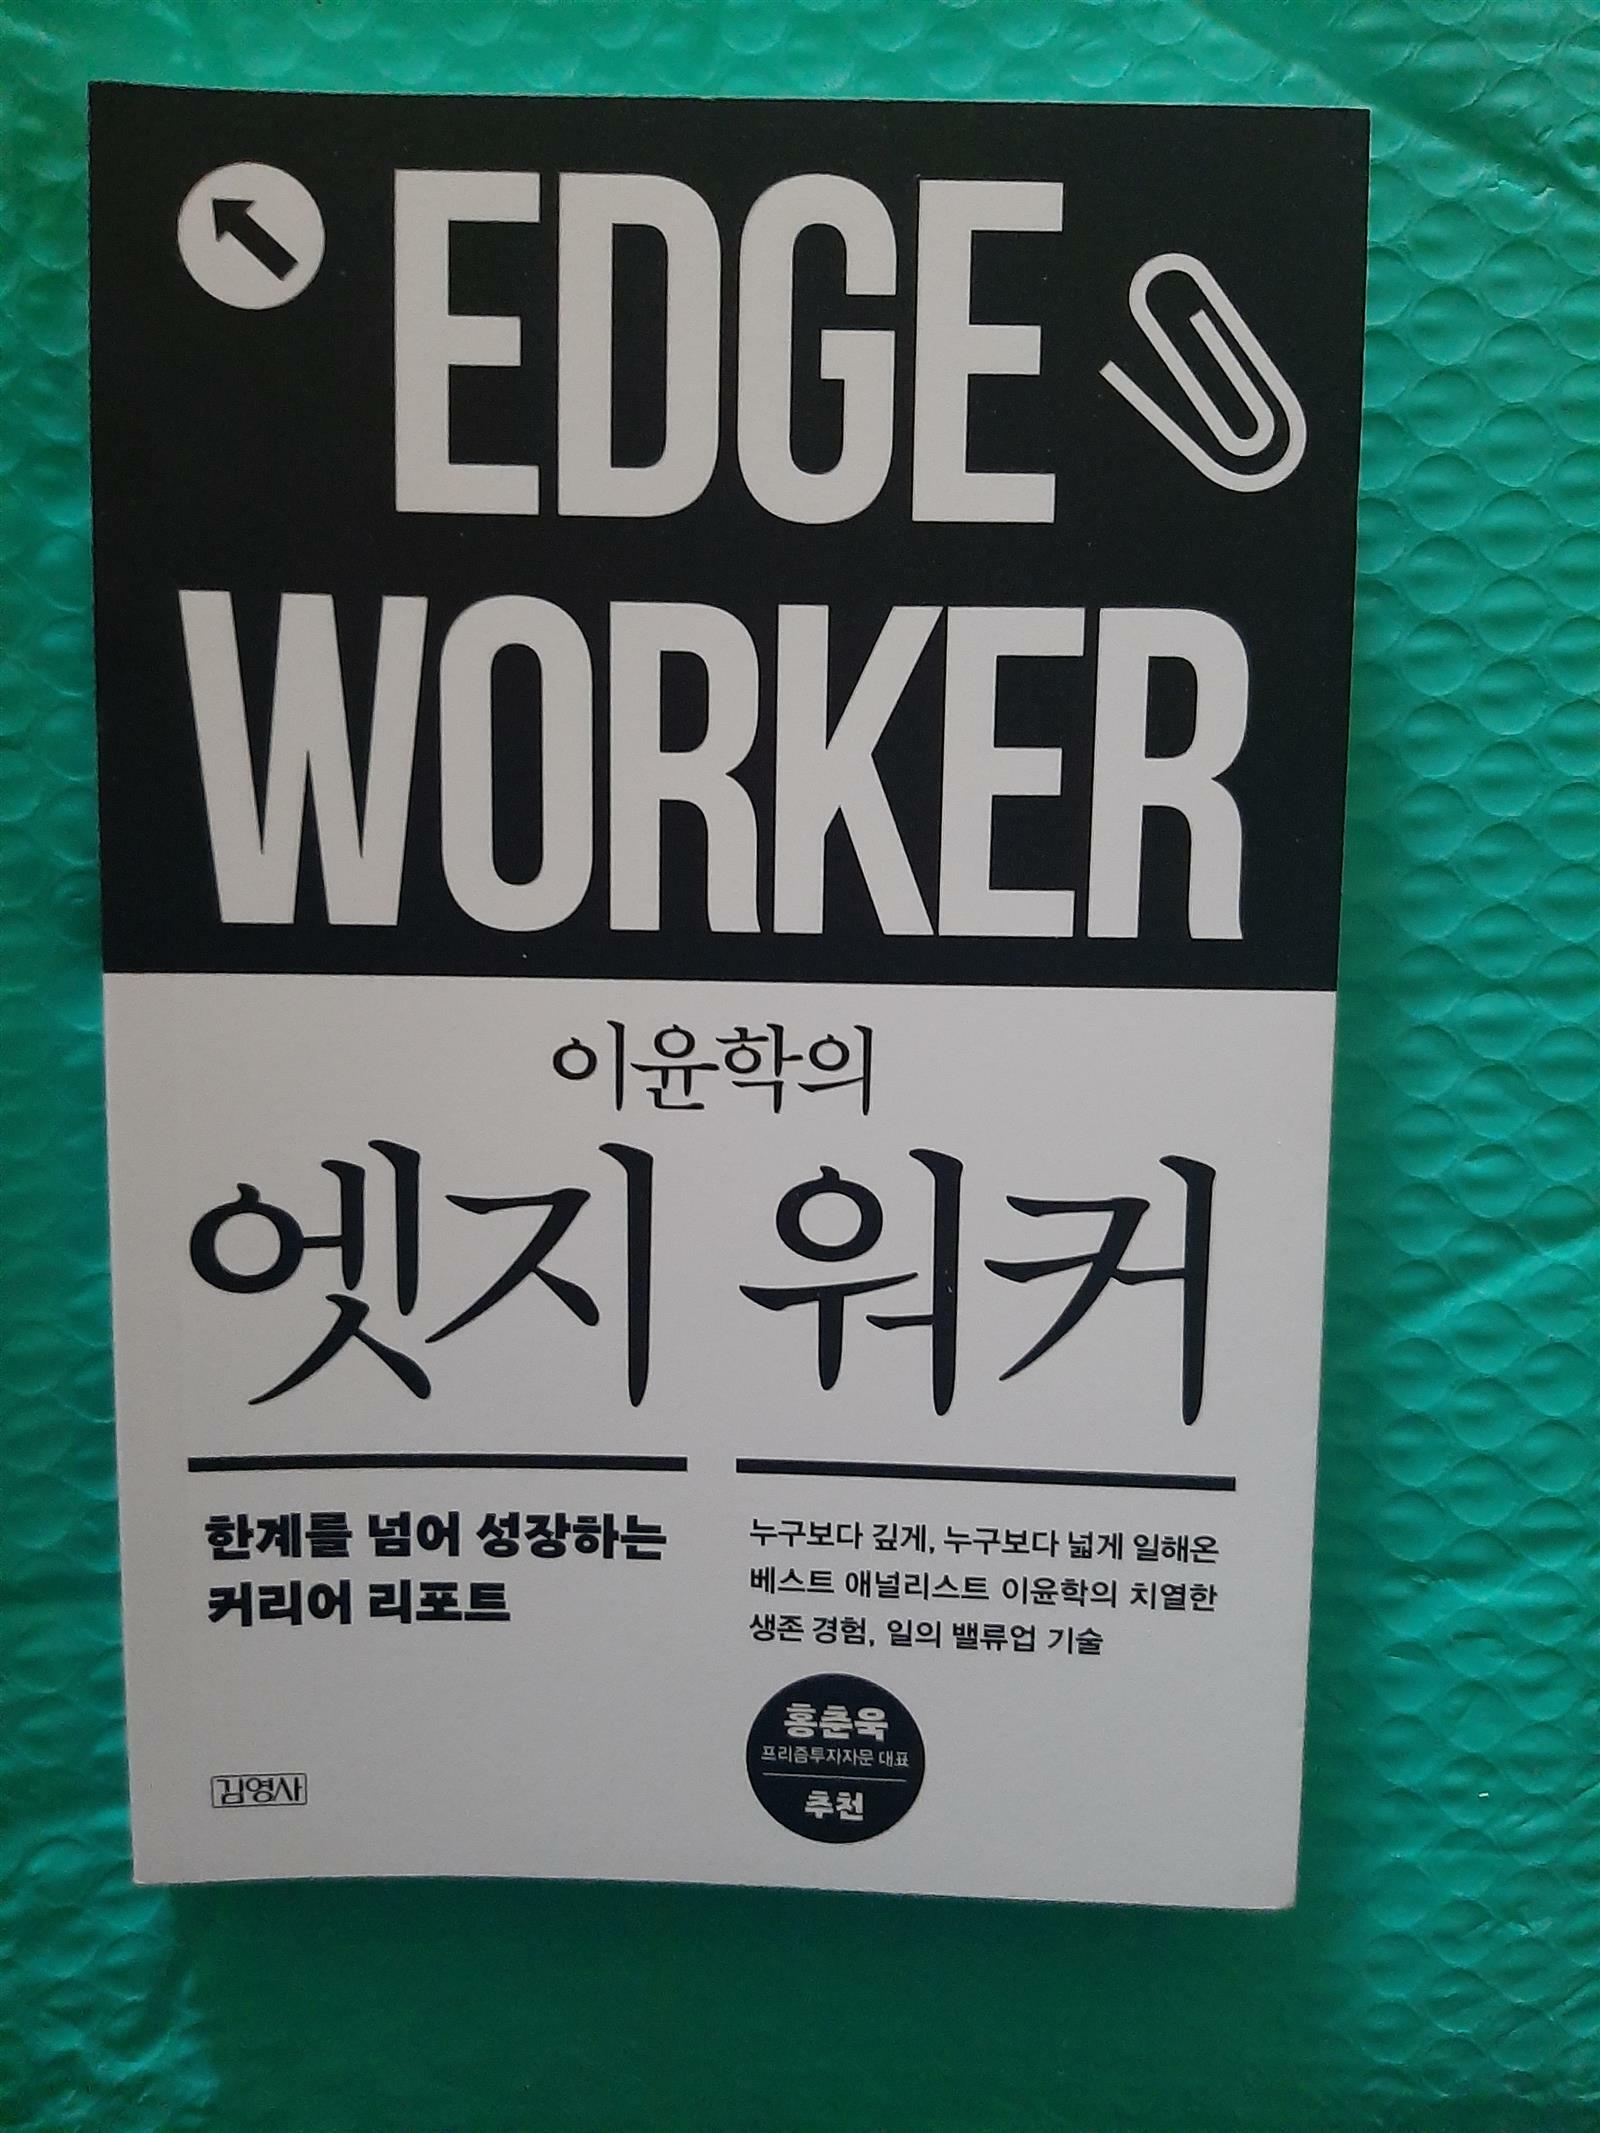 EDGE
WORKER
이윤학의
엣지 워커
한계를 넘어 성장하는
커리어 리포트
누구보다 깊게, 누구보다 넓게 일해온
베스트 애널리스트 이윤학의 치열한
생존 경험, 일의 밸류업 기술
홍춘욱
프리즘투자자문 대표
추천
김영사